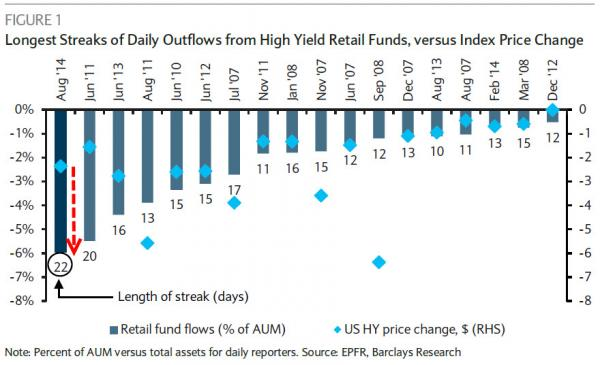 FIGURE 1
Longest Streaks of Daily Outflows from High Yield Retail Funds, versus Index Price Change
Aug '14 Jun '11 Jun '13 Aug '11 Jun '10 Jun '12 Jul '07 Nov '11 Jan '08 Nov '07 Jun '07 Sep '08 Dec '07 Aug '13 Aug '07 Feb '14 Mar '08 Dec '12
0% 0
-1% -1
-2% -2
-3% -3
-4% -4
-5% -5
-6% -6
-7% -7
-8% -8
22 20 16 13 15 15 17 11 16 15 12 12 13 10 11 13 15 12
Length of streak (days)
Retail fund flows (% of AUM) US HY price change, $ (RHS)
Note: Percent of AUM versus total assets for daily reporters. Source: EPFR, Barclays Research